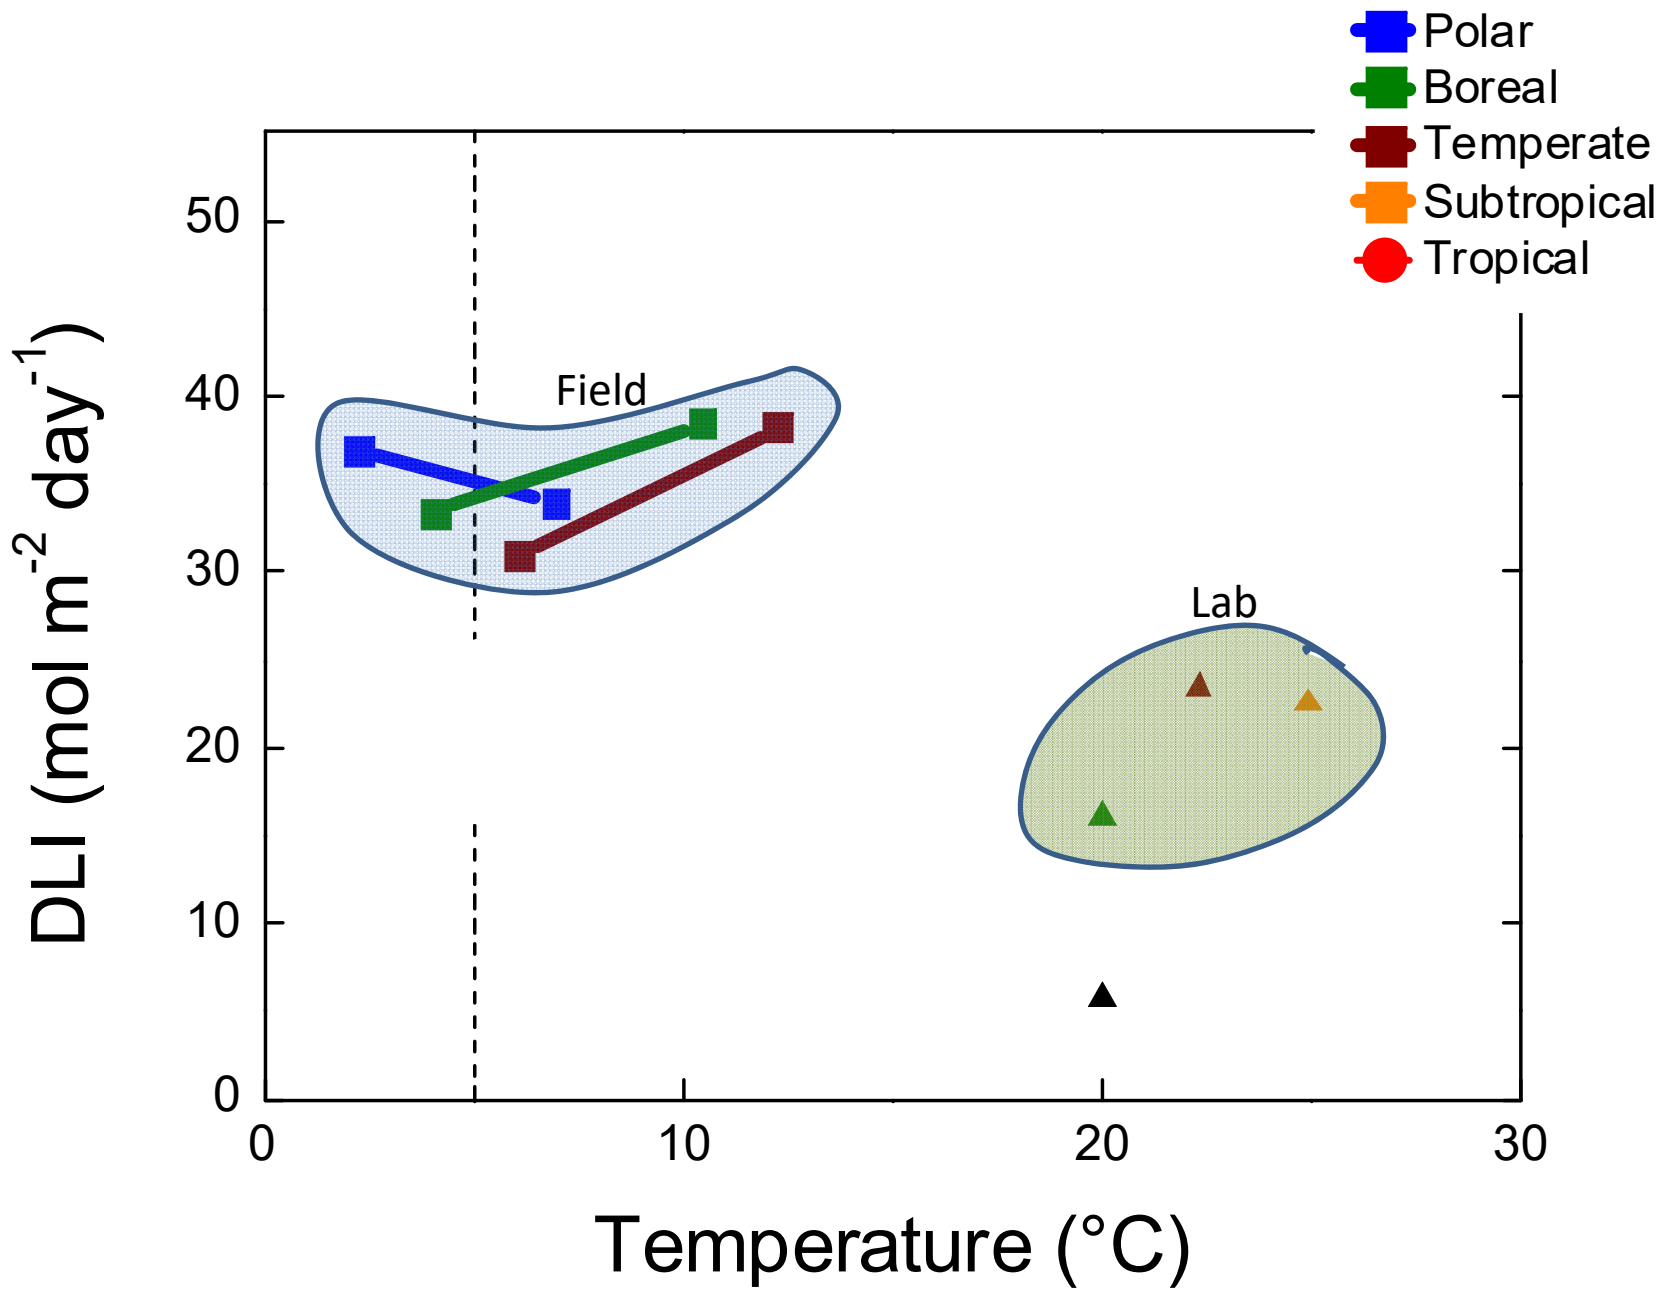 Polar
Boreal
Temperate
Subtropical
Tropical
50
40
30
20
10
0
DLI (mol m⁻² day⁻¹)
Field
Lab
0 10 20 30
Temperature (°C)